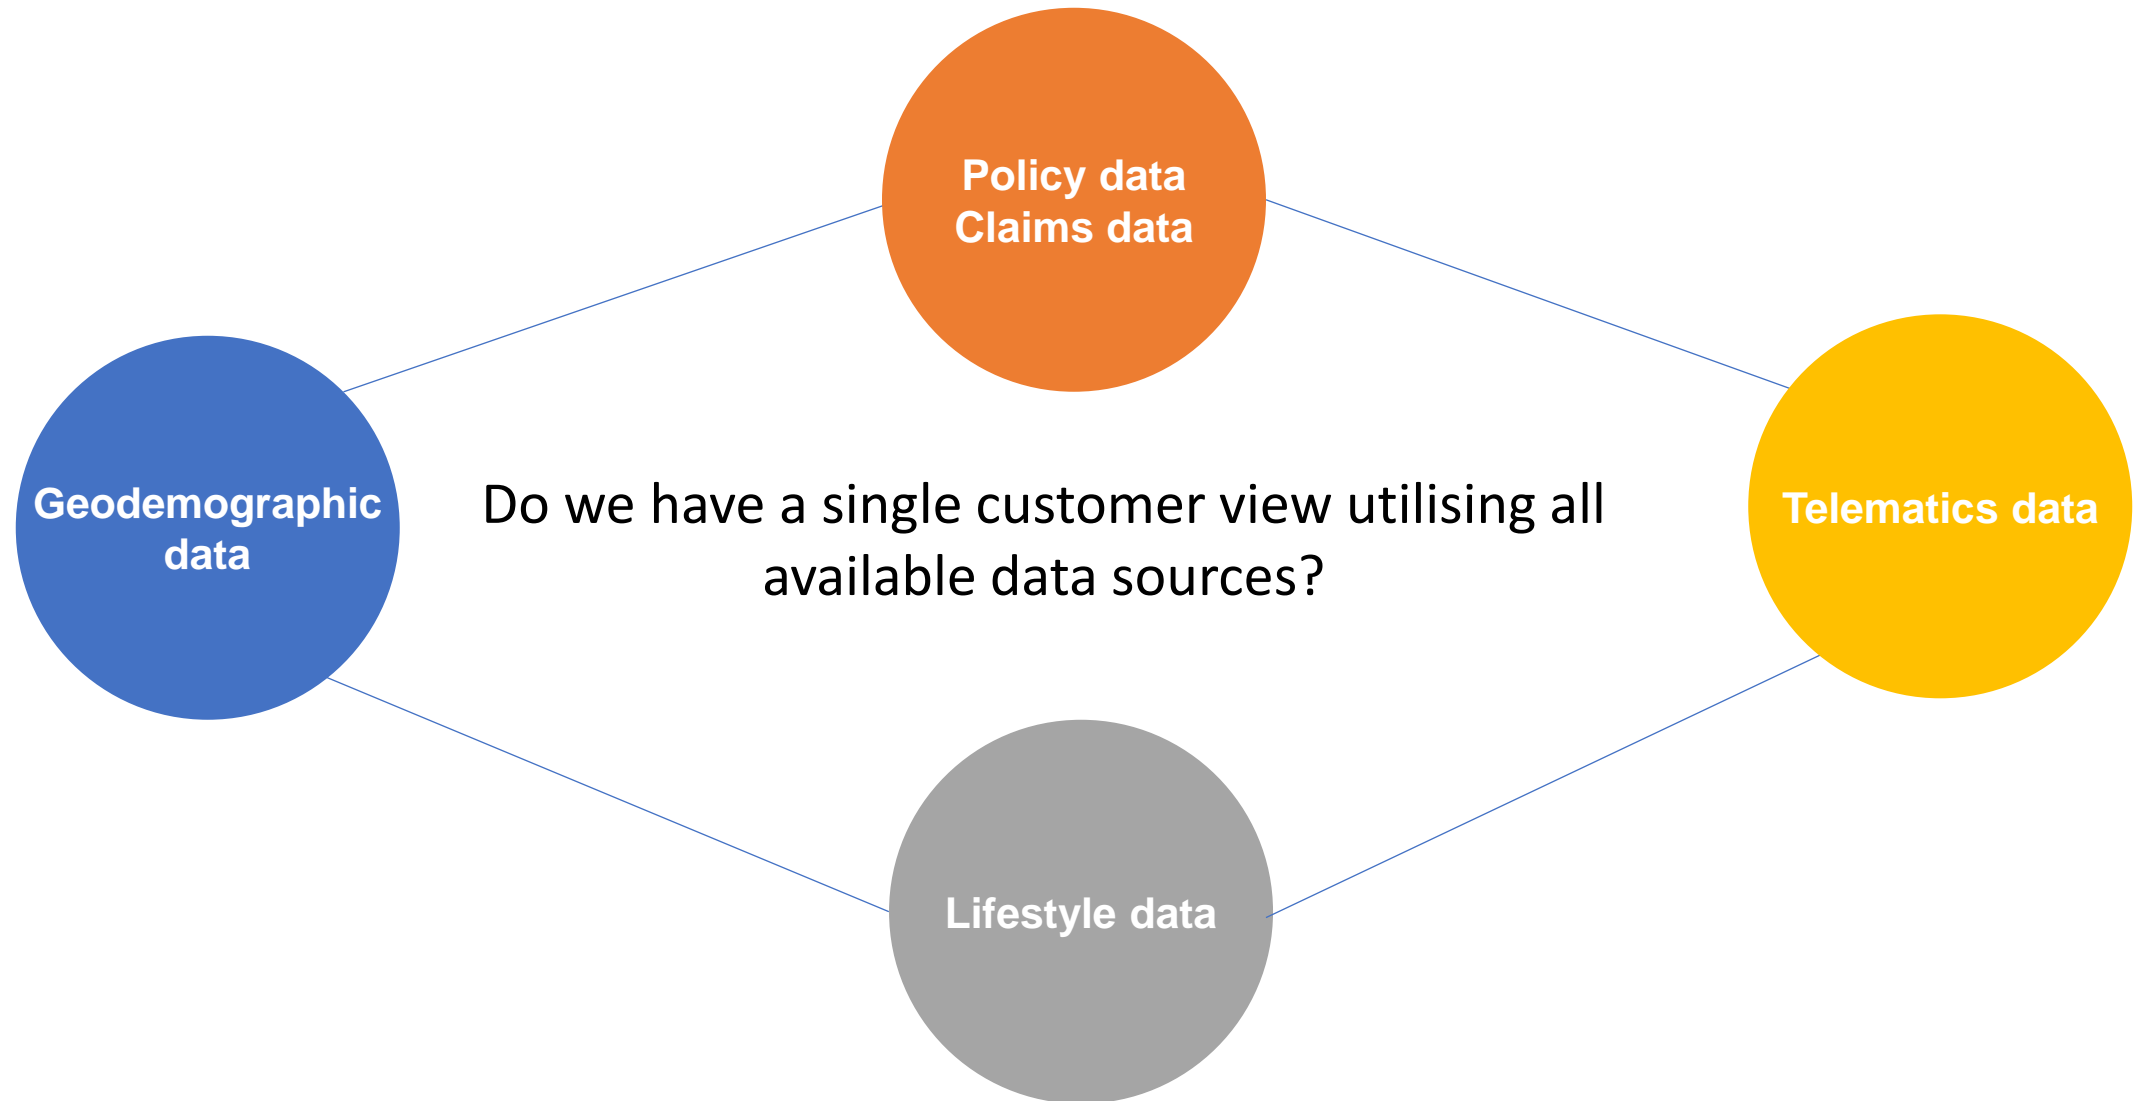 Policy data
Claims data
Geodemographic
data
Do we have a single customer view utilising all
available data sources?
Telematics data
Lifestyle data